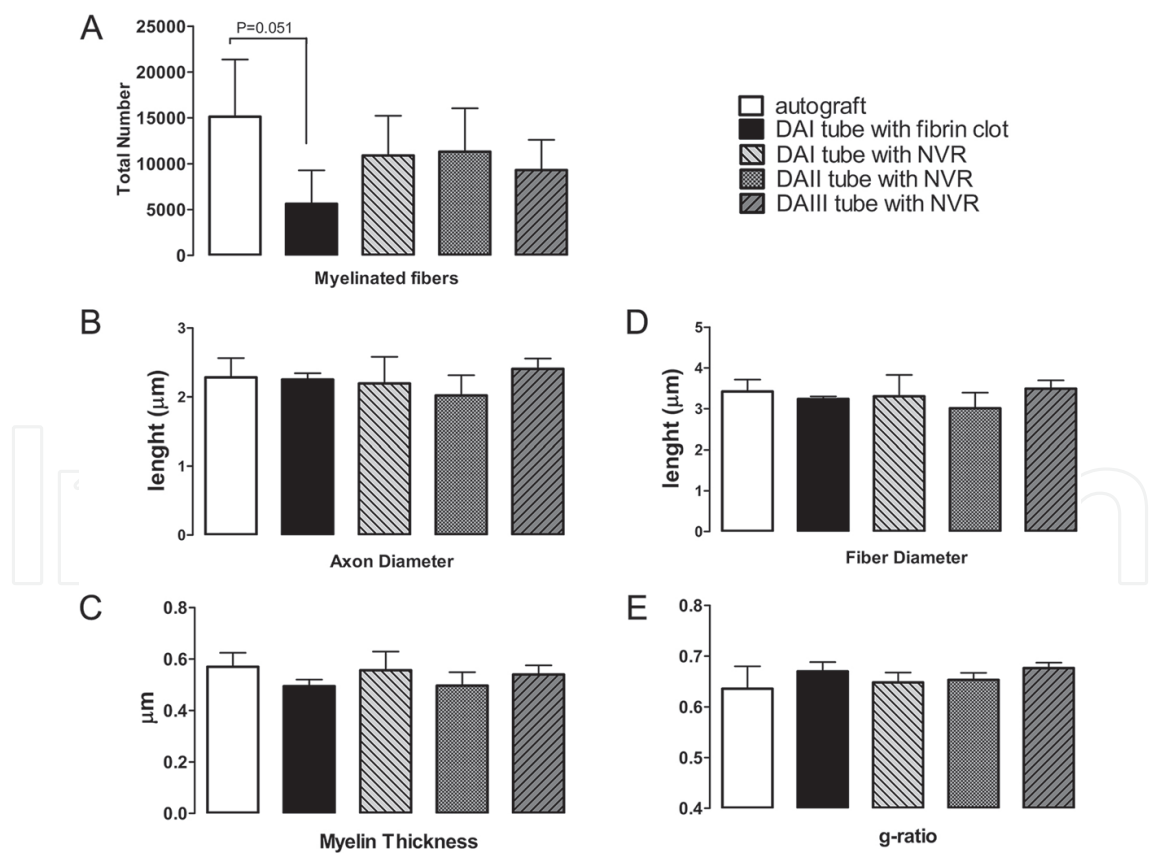 A
P=0.051
25000
20000
15000
10000
5000
0
Total Number
Myelinated fibers
autograft
DAI tube with fibrin clot
DAI tube with NVR
DAII tube with NVR
DAIII tube with NVR
B
3
2
1
0
lenght (μm)
Axon Diameter
D
5
4
3
2
1
0
lenght (μm)
Fiber Diameter
C
0.8
0.6
0.4
0.2
0.0
μm
Myelin Thickness
E
0.8
0.7
0.6
0.5
0.4
g-ratio